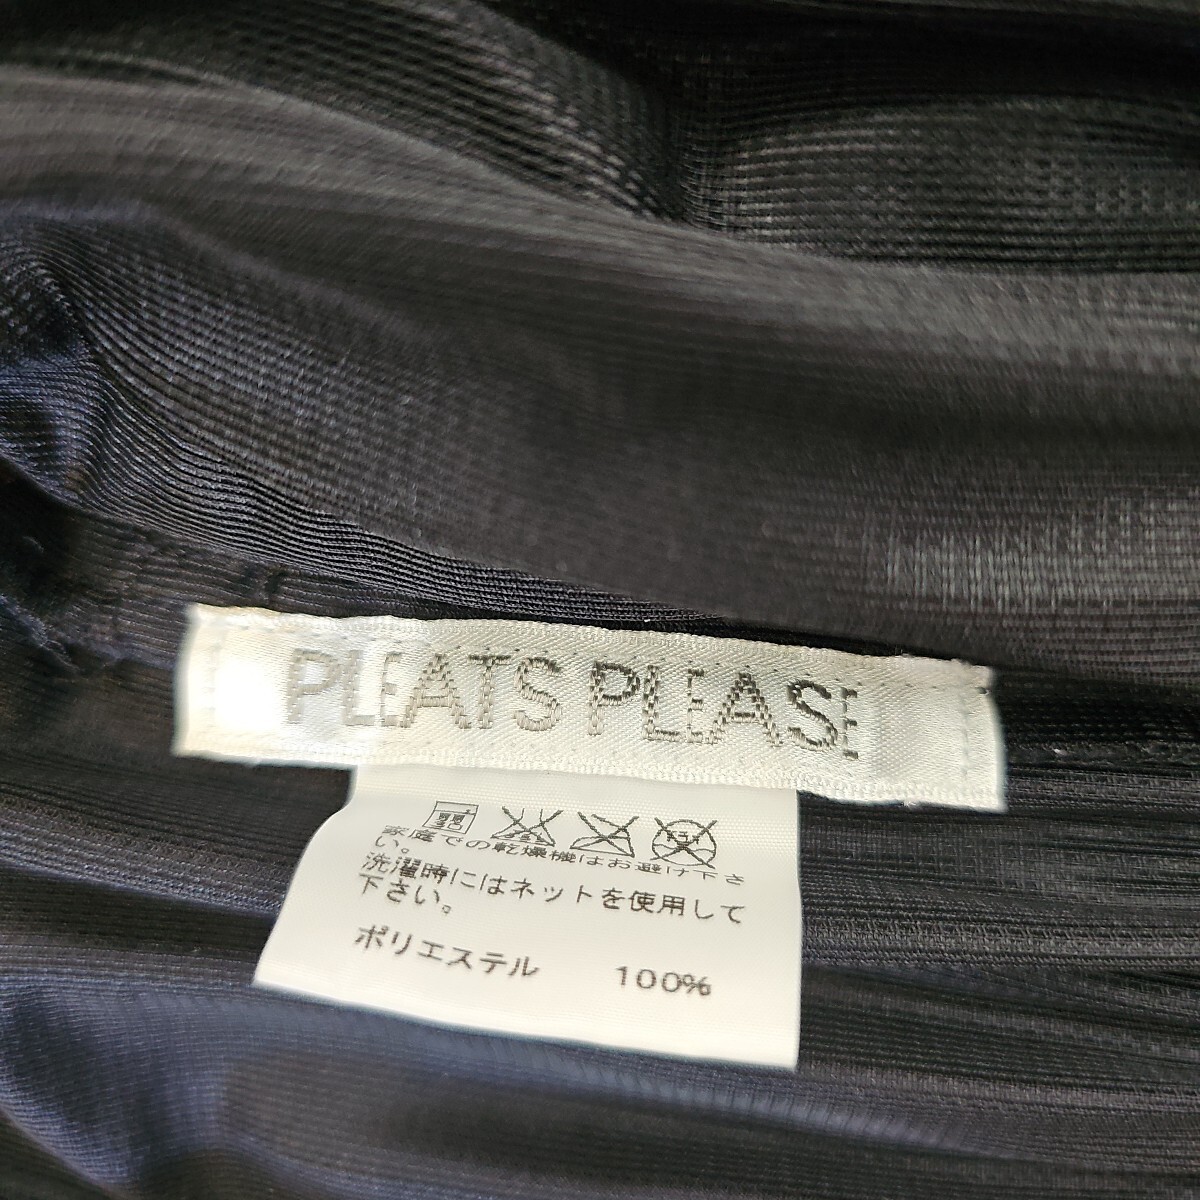 PLEATS PLEASE
家庭での乾燥機はお避け下さ
い。
洗濯時にはネットを使用して
下さい。
ポリエステル 100%